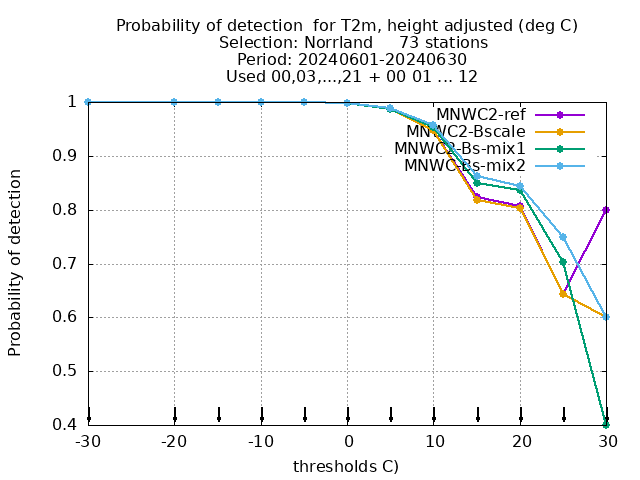 Probability of detection  for T2m, height adjusted (deg C)
Selection: Norrland     73 stations
Period: 20240601-20240630
Used 00,03,...,21 + 00 01 ... 12
Probability of detection
1
0.9
0.8
0.7
0.6
0.5
0.4
MNWC2-ref
MNWC2-Bscale
MNWC2-Bs-mix1
MNWC-Bs-mix2
-30
-20
-10
0
10
20
30
thresholds C)